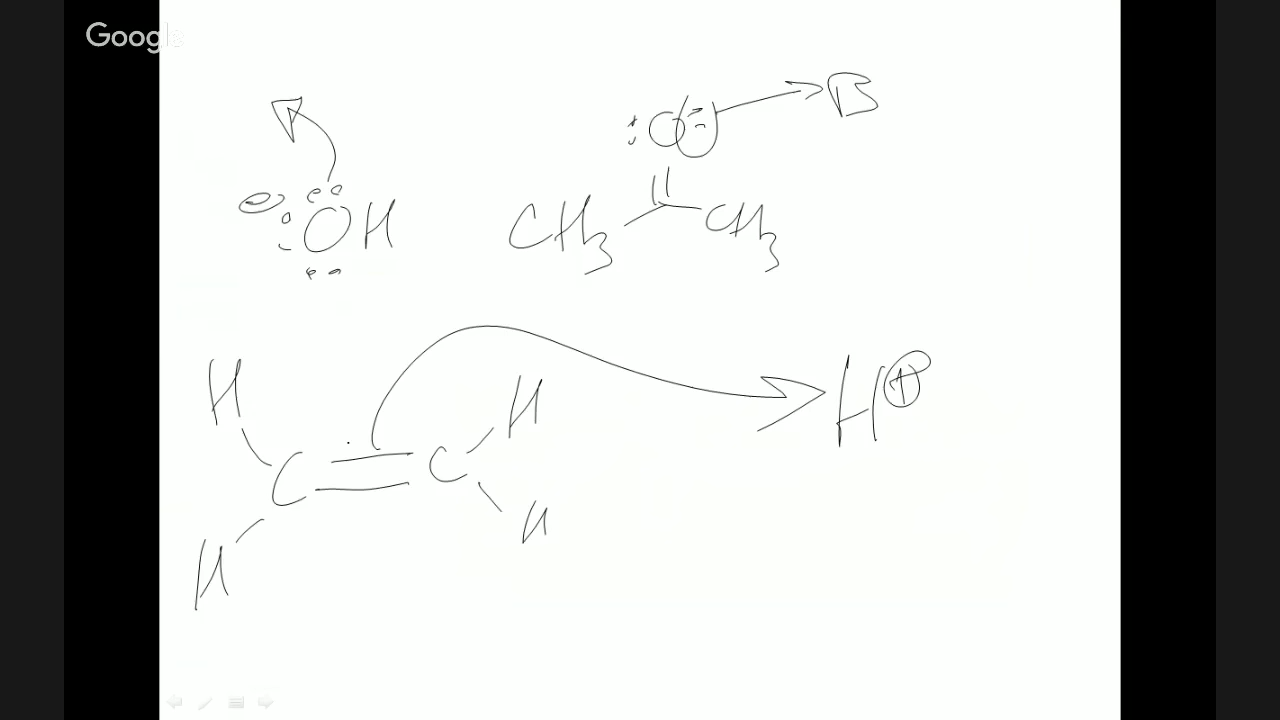 Google
B
:O:
⊖ :OH
CH3 CH3
H H H⊕
C=C
H H